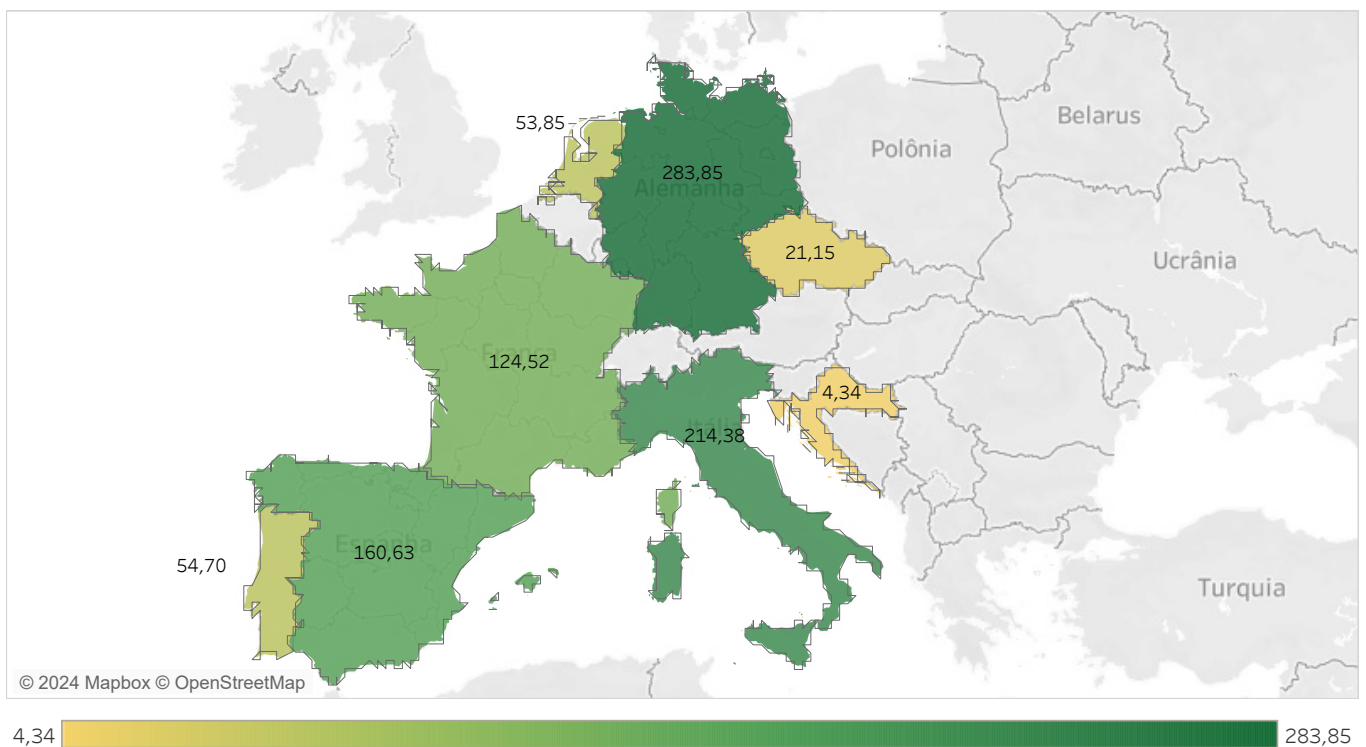 53,85
Belarus
Polônia
283,85
Alemanha
21,15
Ucrânia
França
124,52
4,34
Itália
214,38
Espanha
160,63
54,70
Turquia
© 2024 Mapbox © OpenStreetMap
4,34
283,85